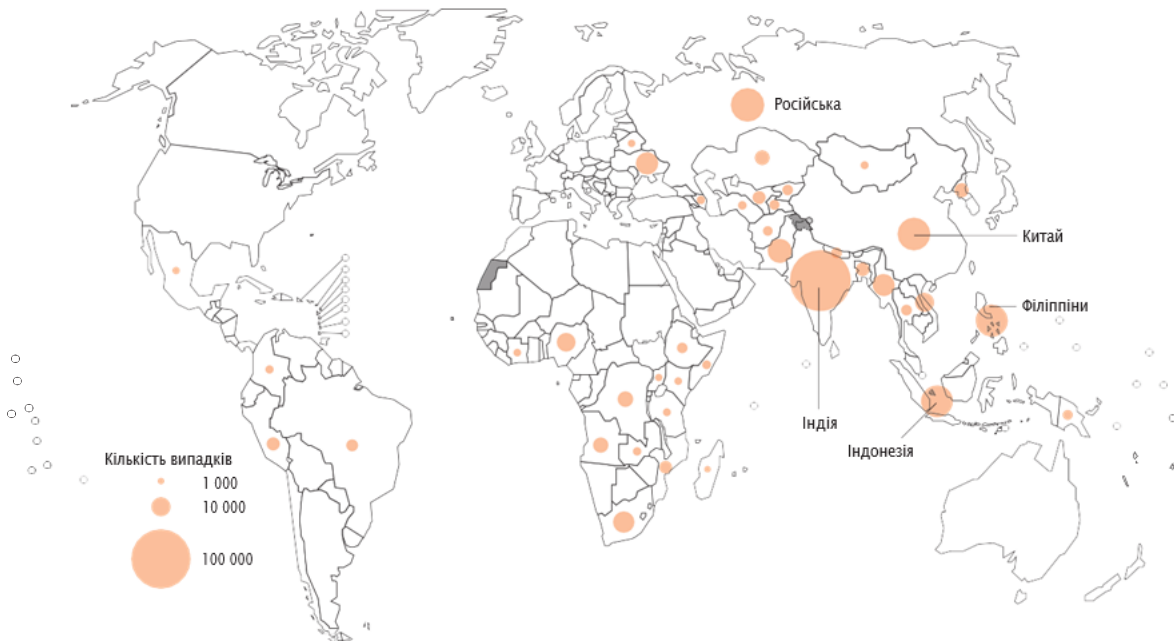 Російська
Китай
Філіппіни
Індія
Індонезія
Кількість випадків
1 000
10 000
100 000